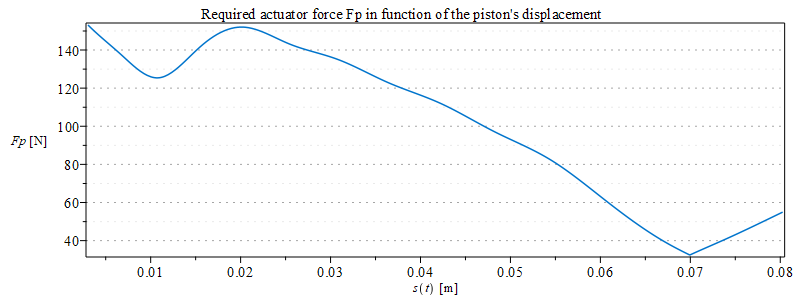 Required actuator force Fp in function of the piston's displacement
140
120
100
80
60
40
Fp [N]
0.01 0.02 0.03 0.04 0.05 0.06 0.07 0.08
s(t) [m]